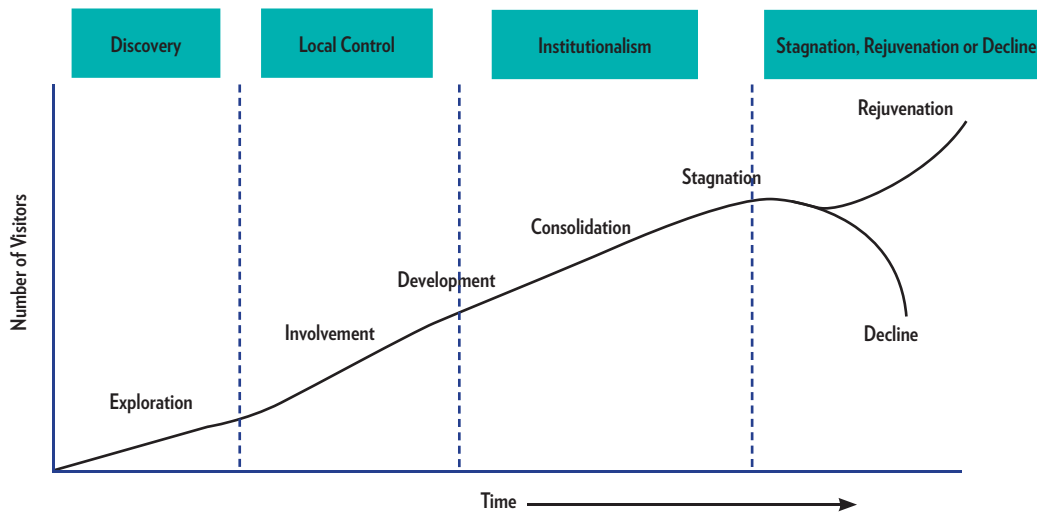 Discovery
Local Control
Institutionalism
Stagnation, Rejuvenation or Decline
Rejuvenation
Stagnation
Consolidation
Development
Involvement
Decline
Exploration
Number of Visitors
Time